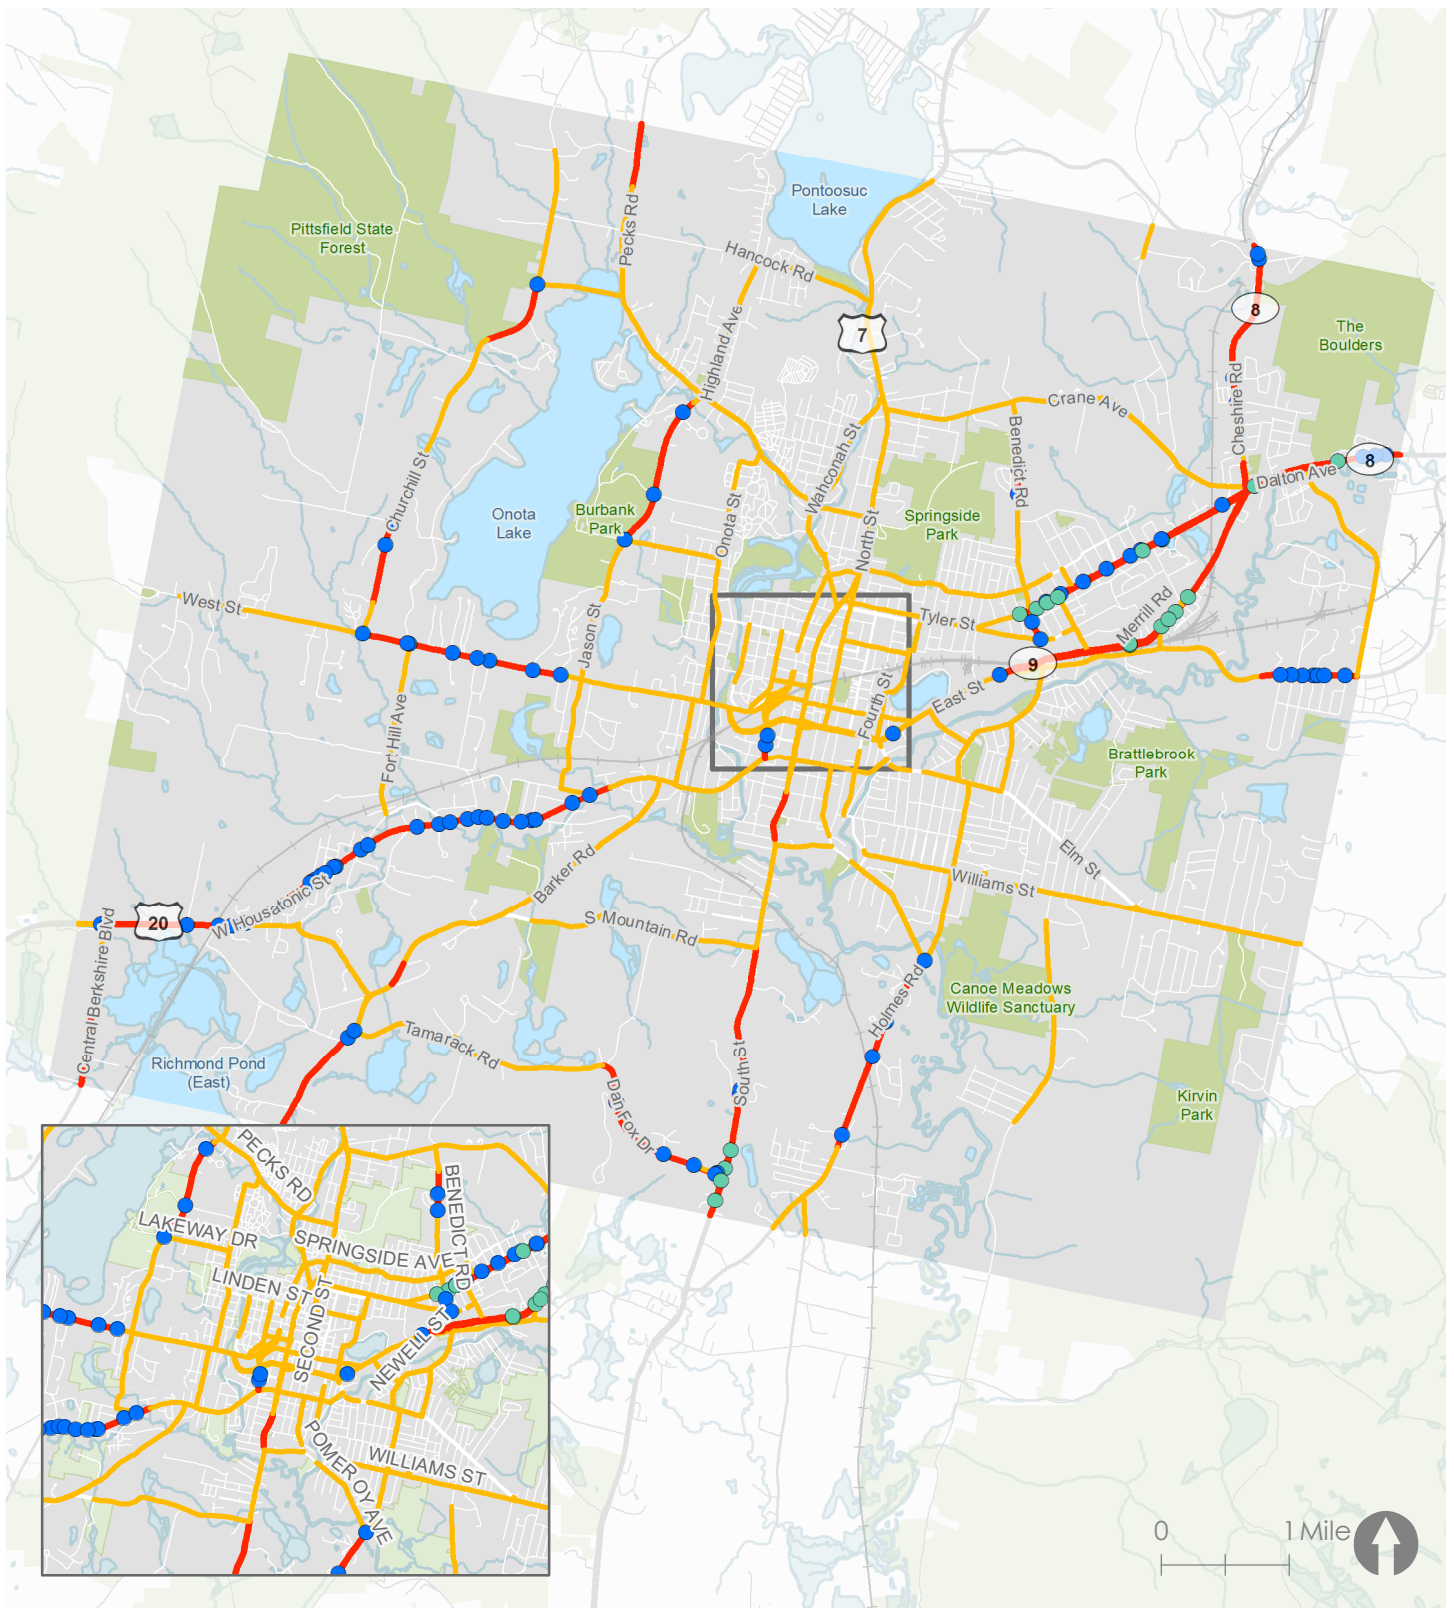 Pontoosuc
Lake
Pittsfield State
Forest
Pecks Rd
Hancock Rd
8
The
Boulders
7
Highland Ave
Cheshire Rd
Crane Ave
Benedict Rd
Wahconah St
Churchill St
8
Dalton Ave
Onota
Lake
Burbank
Park
Onota St
North St
Springside
Park
West St
Jason St
Tyler St
Merrill Rd
9
East St
Fourth St
Fort Hill Ave
Brattlebrook
Park
Elm St
Barker Rd
Williams St
W Housatonic St
20
S Mountain Rd
Central Berkshire Blvd
Holmes Rd
Canoe Meadows
Wildlife Sanctuary
Tamarack Rd
Richmond Pond
(East)
South St
Dan Fox Dr
Kirvin
Park
PECKS RD
BENEDICT RD
LAKEWAY DR
SPRINGSIDE AVE
LINDEN ST
SECOND ST
NEWELL ST
POMEROY AVE
WILLIAMS ST
0 1 Mile